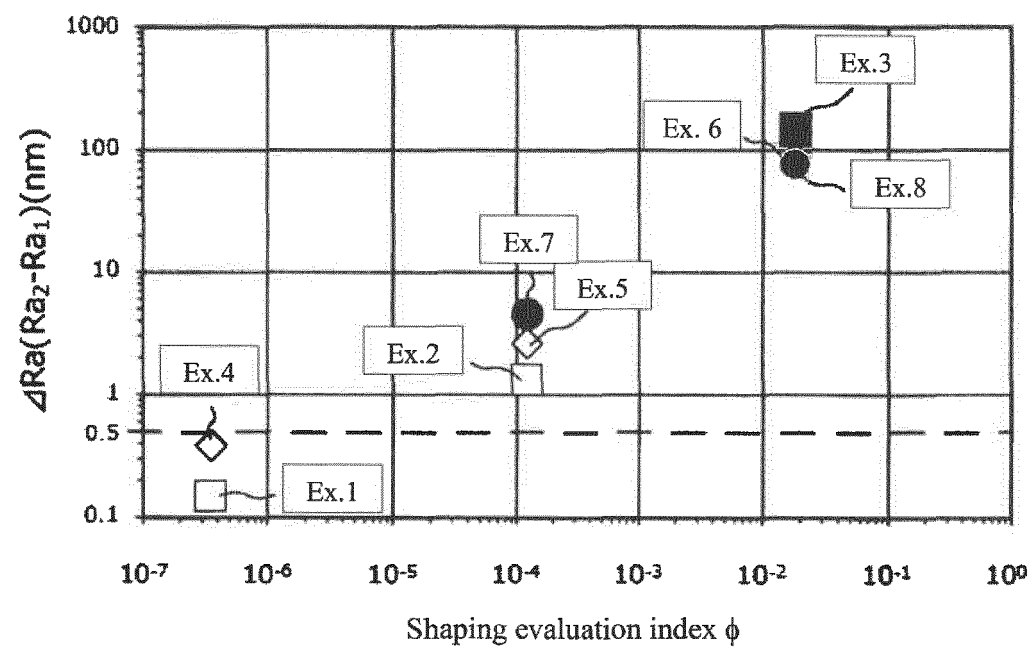 1000
100
10
1
0.5
0.1
⊿Ra(Ra₂-Ra₁)(nm)
Ex.3
Ex. 6
Ex.8
Ex.7
Ex.5
Ex.2
Ex.4
Ex.1
10⁻⁷ 10⁻⁶ 10⁻⁵ 10⁻⁴ 10⁻³ 10⁻² 10⁻¹ 10⁰
Shaping evaluation index ϕ